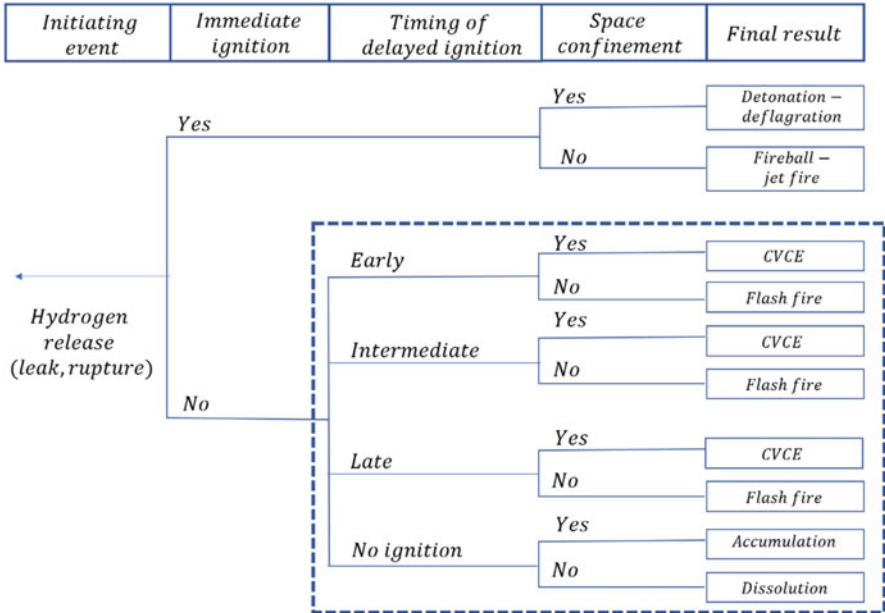 Initiating
event
Immediate
ignition
Timing of
delayed ignition
Space
confinement
Final result
Yes
Yes
Detonation –
deflagration
No
Fireball –
jet fire
Hydrogen
release
(leak, rupture)
No
Early
Yes
CVCE
No
Flash fire
Intermediate
Yes
CVCE
No
Flash fire
Late
Yes
CVCE
No
Flash fire
No ignition
Yes
Accumulation
No
Dissolution